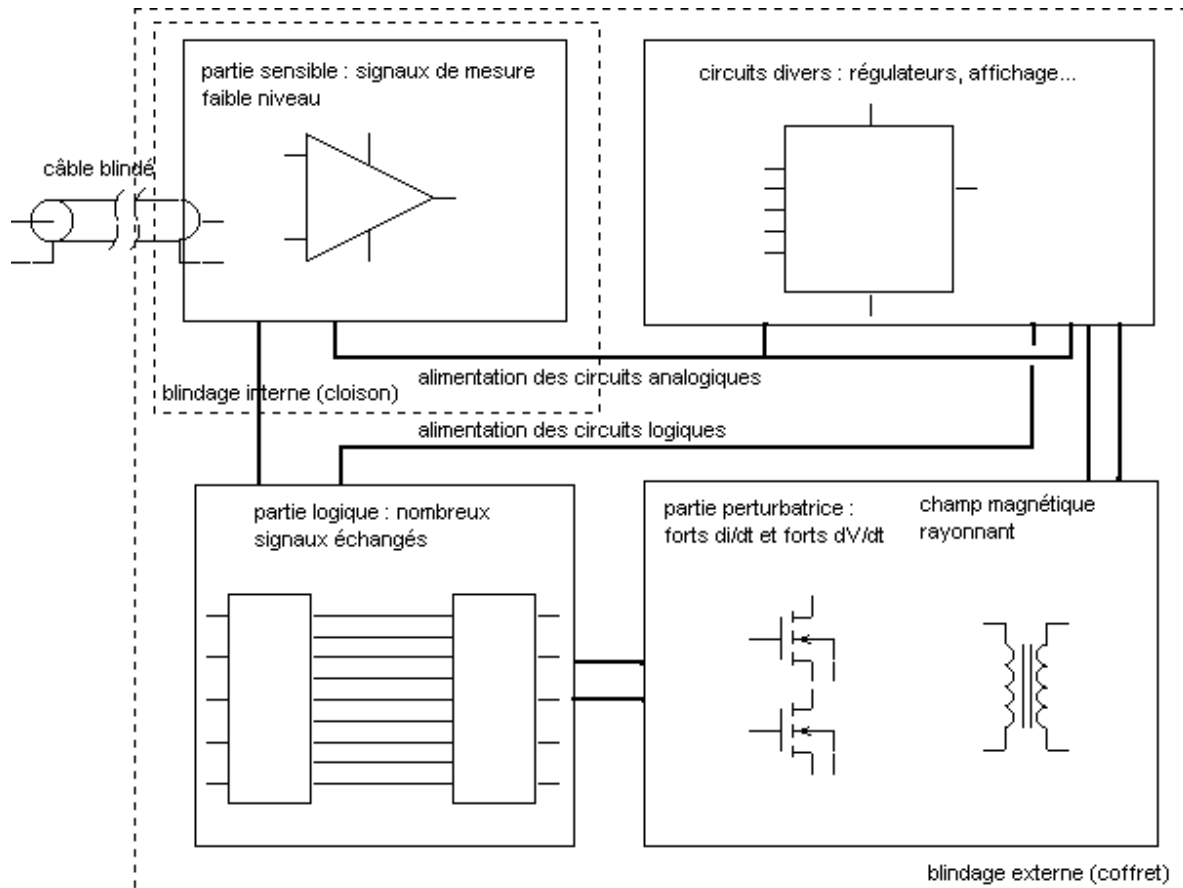 partie sensible : signaux de mesure
faible niveau
circuits divers : régulateurs, affichage...
câble blindé
alimentation des circuits analogiques
blindage interne (cloison)
alimentation des circuits logiques
partie logique : nombreux
signaux échangés
partie perturbatrice :
forts di/dt et forts dV/dt
champ magnétique
rayonnant
blindage externe (coffret)